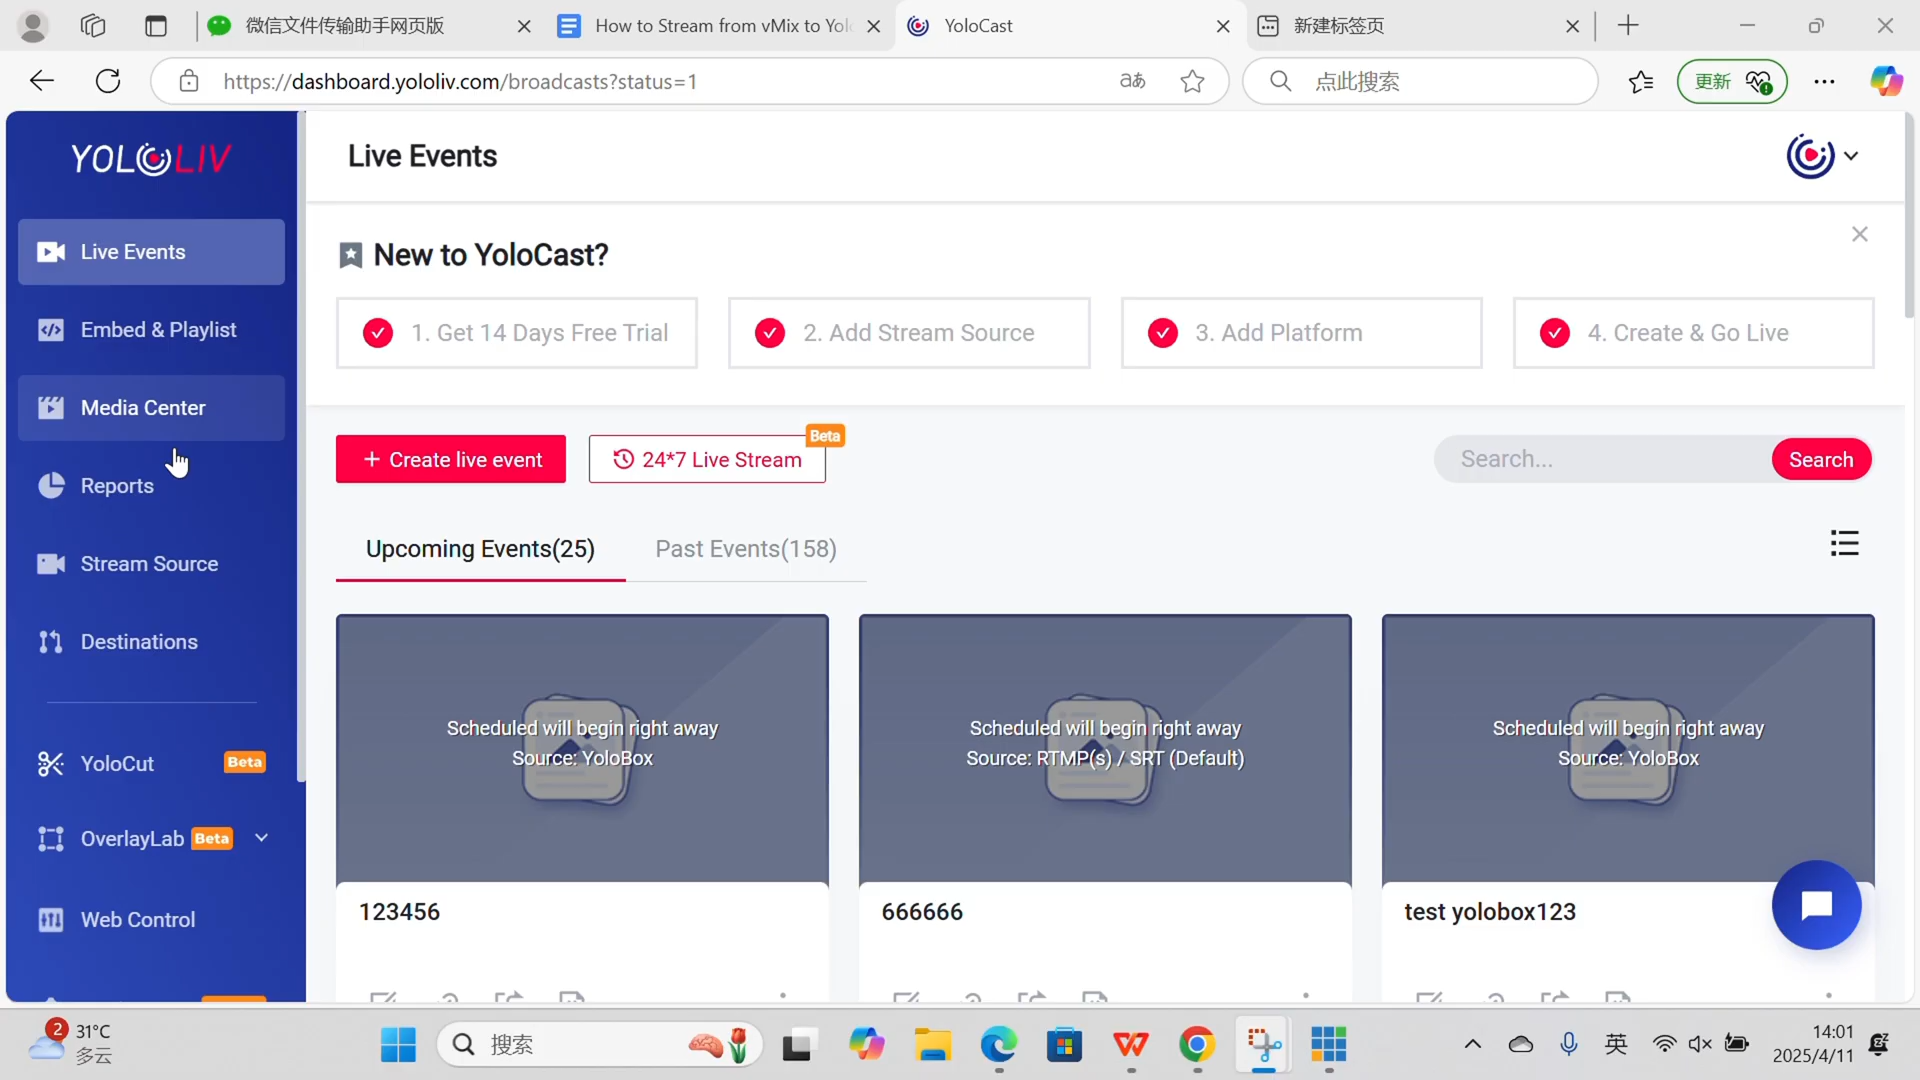 微信文件传输助手网页版
How to Stream from vMix to Yolo
YoloCast
新建标签页
https://dashboard.yololiv.com/broadcasts?status=1
点此搜索
更新
YOLOLIV
Live Events
Embed & Playlist
Media Center
Reports
Stream Source
Destinations
YoloCut Beta
OverlayLab Beta
Web Control
Live Events
New to YoloCast?
1. Get 14 Days Free Trial
2. Add Stream Source
3. Add Platform
4. Create & Go Live
+ Create live event
24*7 Live Stream
Beta
Search...
Search
Upcoming Events(25)
Past Events(158)
Scheduled will begin right away
Source: YoloBox
123456
Scheduled will begin right away
Source: RTMP(s) / SRT (Default)
666666
Scheduled will begin right away
Source: YoloBox
test yolobox123
2
31°C
多云
搜索
英
14:01
2025/4/11